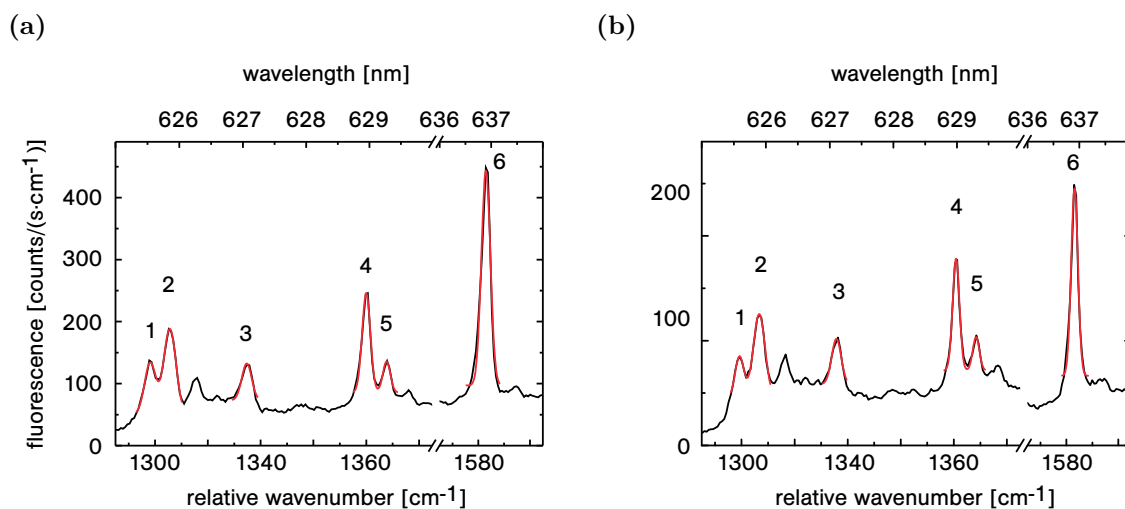 (a)
wavelength [nm]
626 627 628 629 636 637
fluorescence [counts/(s·cm-1)]
400
300
200
100
0
1 2 3 4 5 6
1300 1340 1360 1580
relative wavenumber [cm-1]
(b)
wavelength [nm]
626 627 628 629 636 637
200
100
0
1 2 3 4 5 6
1300 1340 1360 1580
relative wavenumber [cm-1]